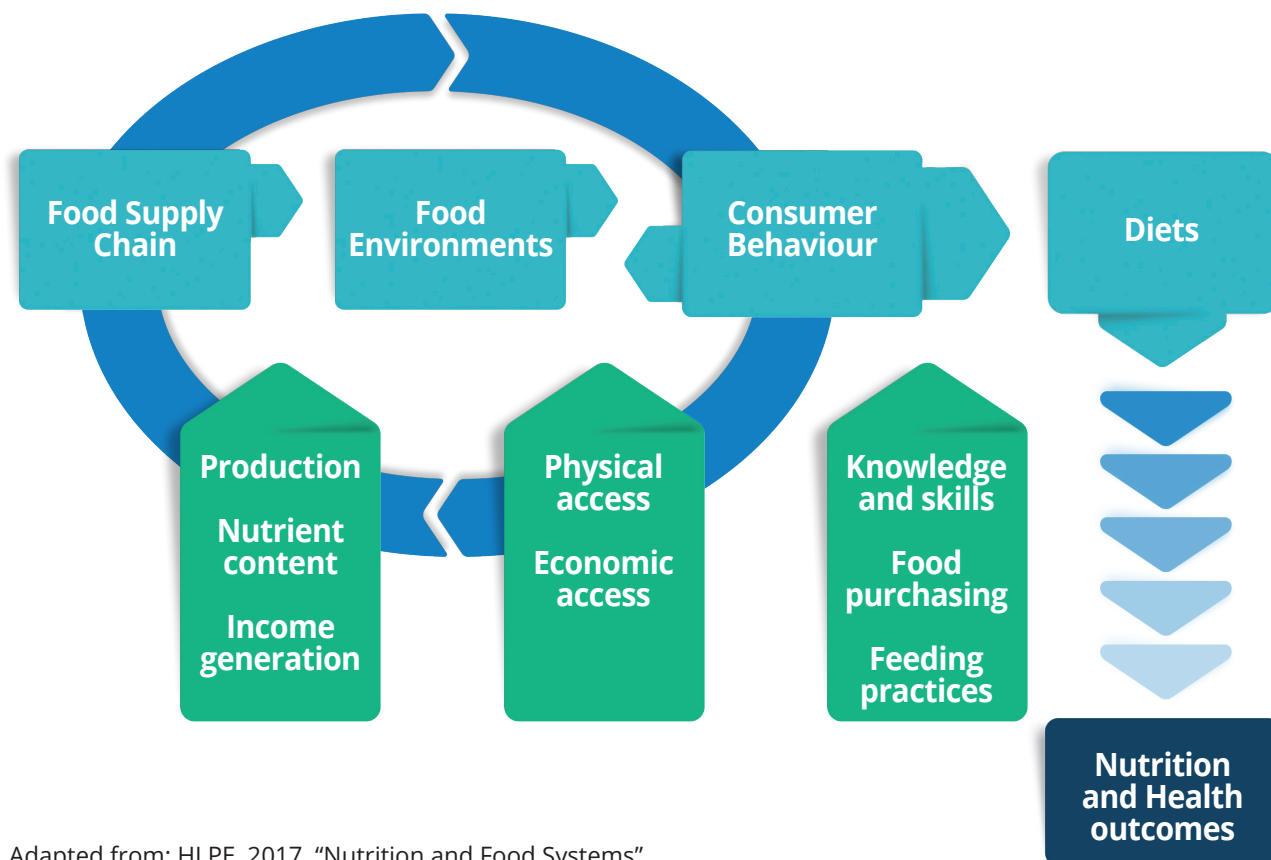 Food Supply
Chain
Food
Environments
Consumer
Behaviour
Diets
Production
Nutrient
content
Income
generation
Physical
access
Economic
access
Knowledge
and skills
Food
purchasing
Feeding
practices
Nutrition
and Health
outcomes
Adapted from: HLPE, 2017. “Nutrition and Food Systems”